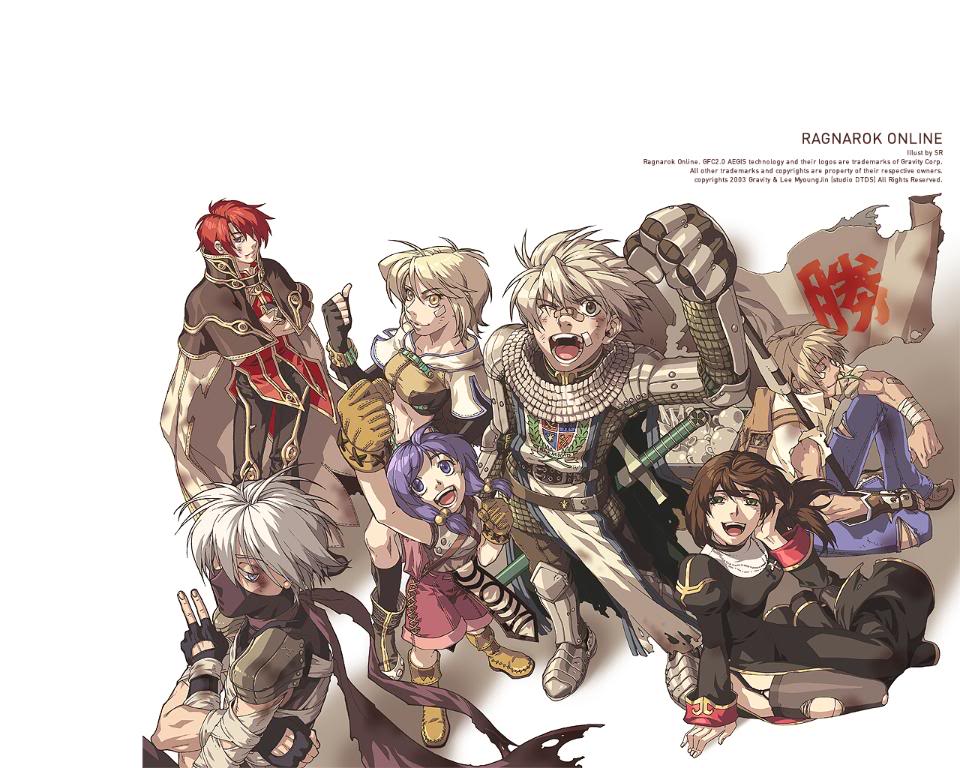 RAGNAROK ONLINE
Illust by SR
Ragnarok Online, GFC2.0 AEGIS technology and their logos are trademarks of Gravity Corp.
All other trademarks and copyrights are property of their respective owners.
copyrights 2003 Gravity & Lee MyoungJin (studio DTDS) All Rights Reserved.
勝